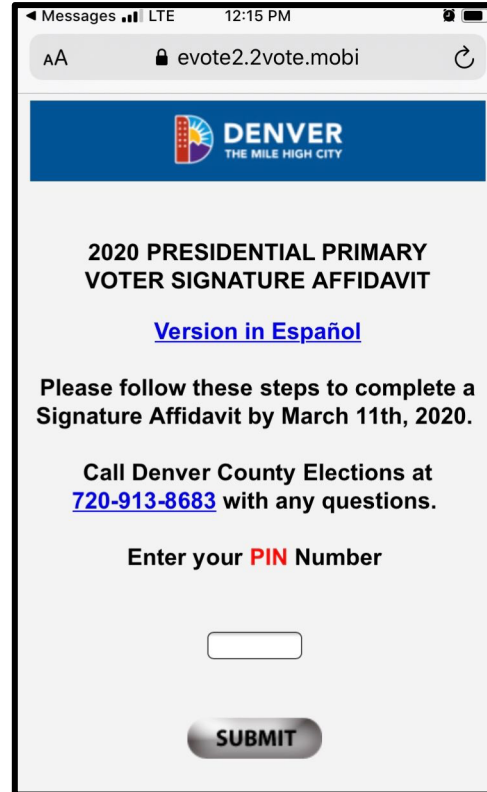 ◀ Messages LTE 12:15 PM
AA evote2.2vote.mobi
DENVER
THE MILE HIGH CITY
2020 PRESIDENTIAL PRIMARY
VOTER SIGNATURE AFFIDAVIT
Version in Español
Please follow these steps to complete a
Signature Affidavit by March 11th, 2020.
Call Denver County Elections at
720-913-8683 with any questions.
Enter your PIN Number
SUBMIT